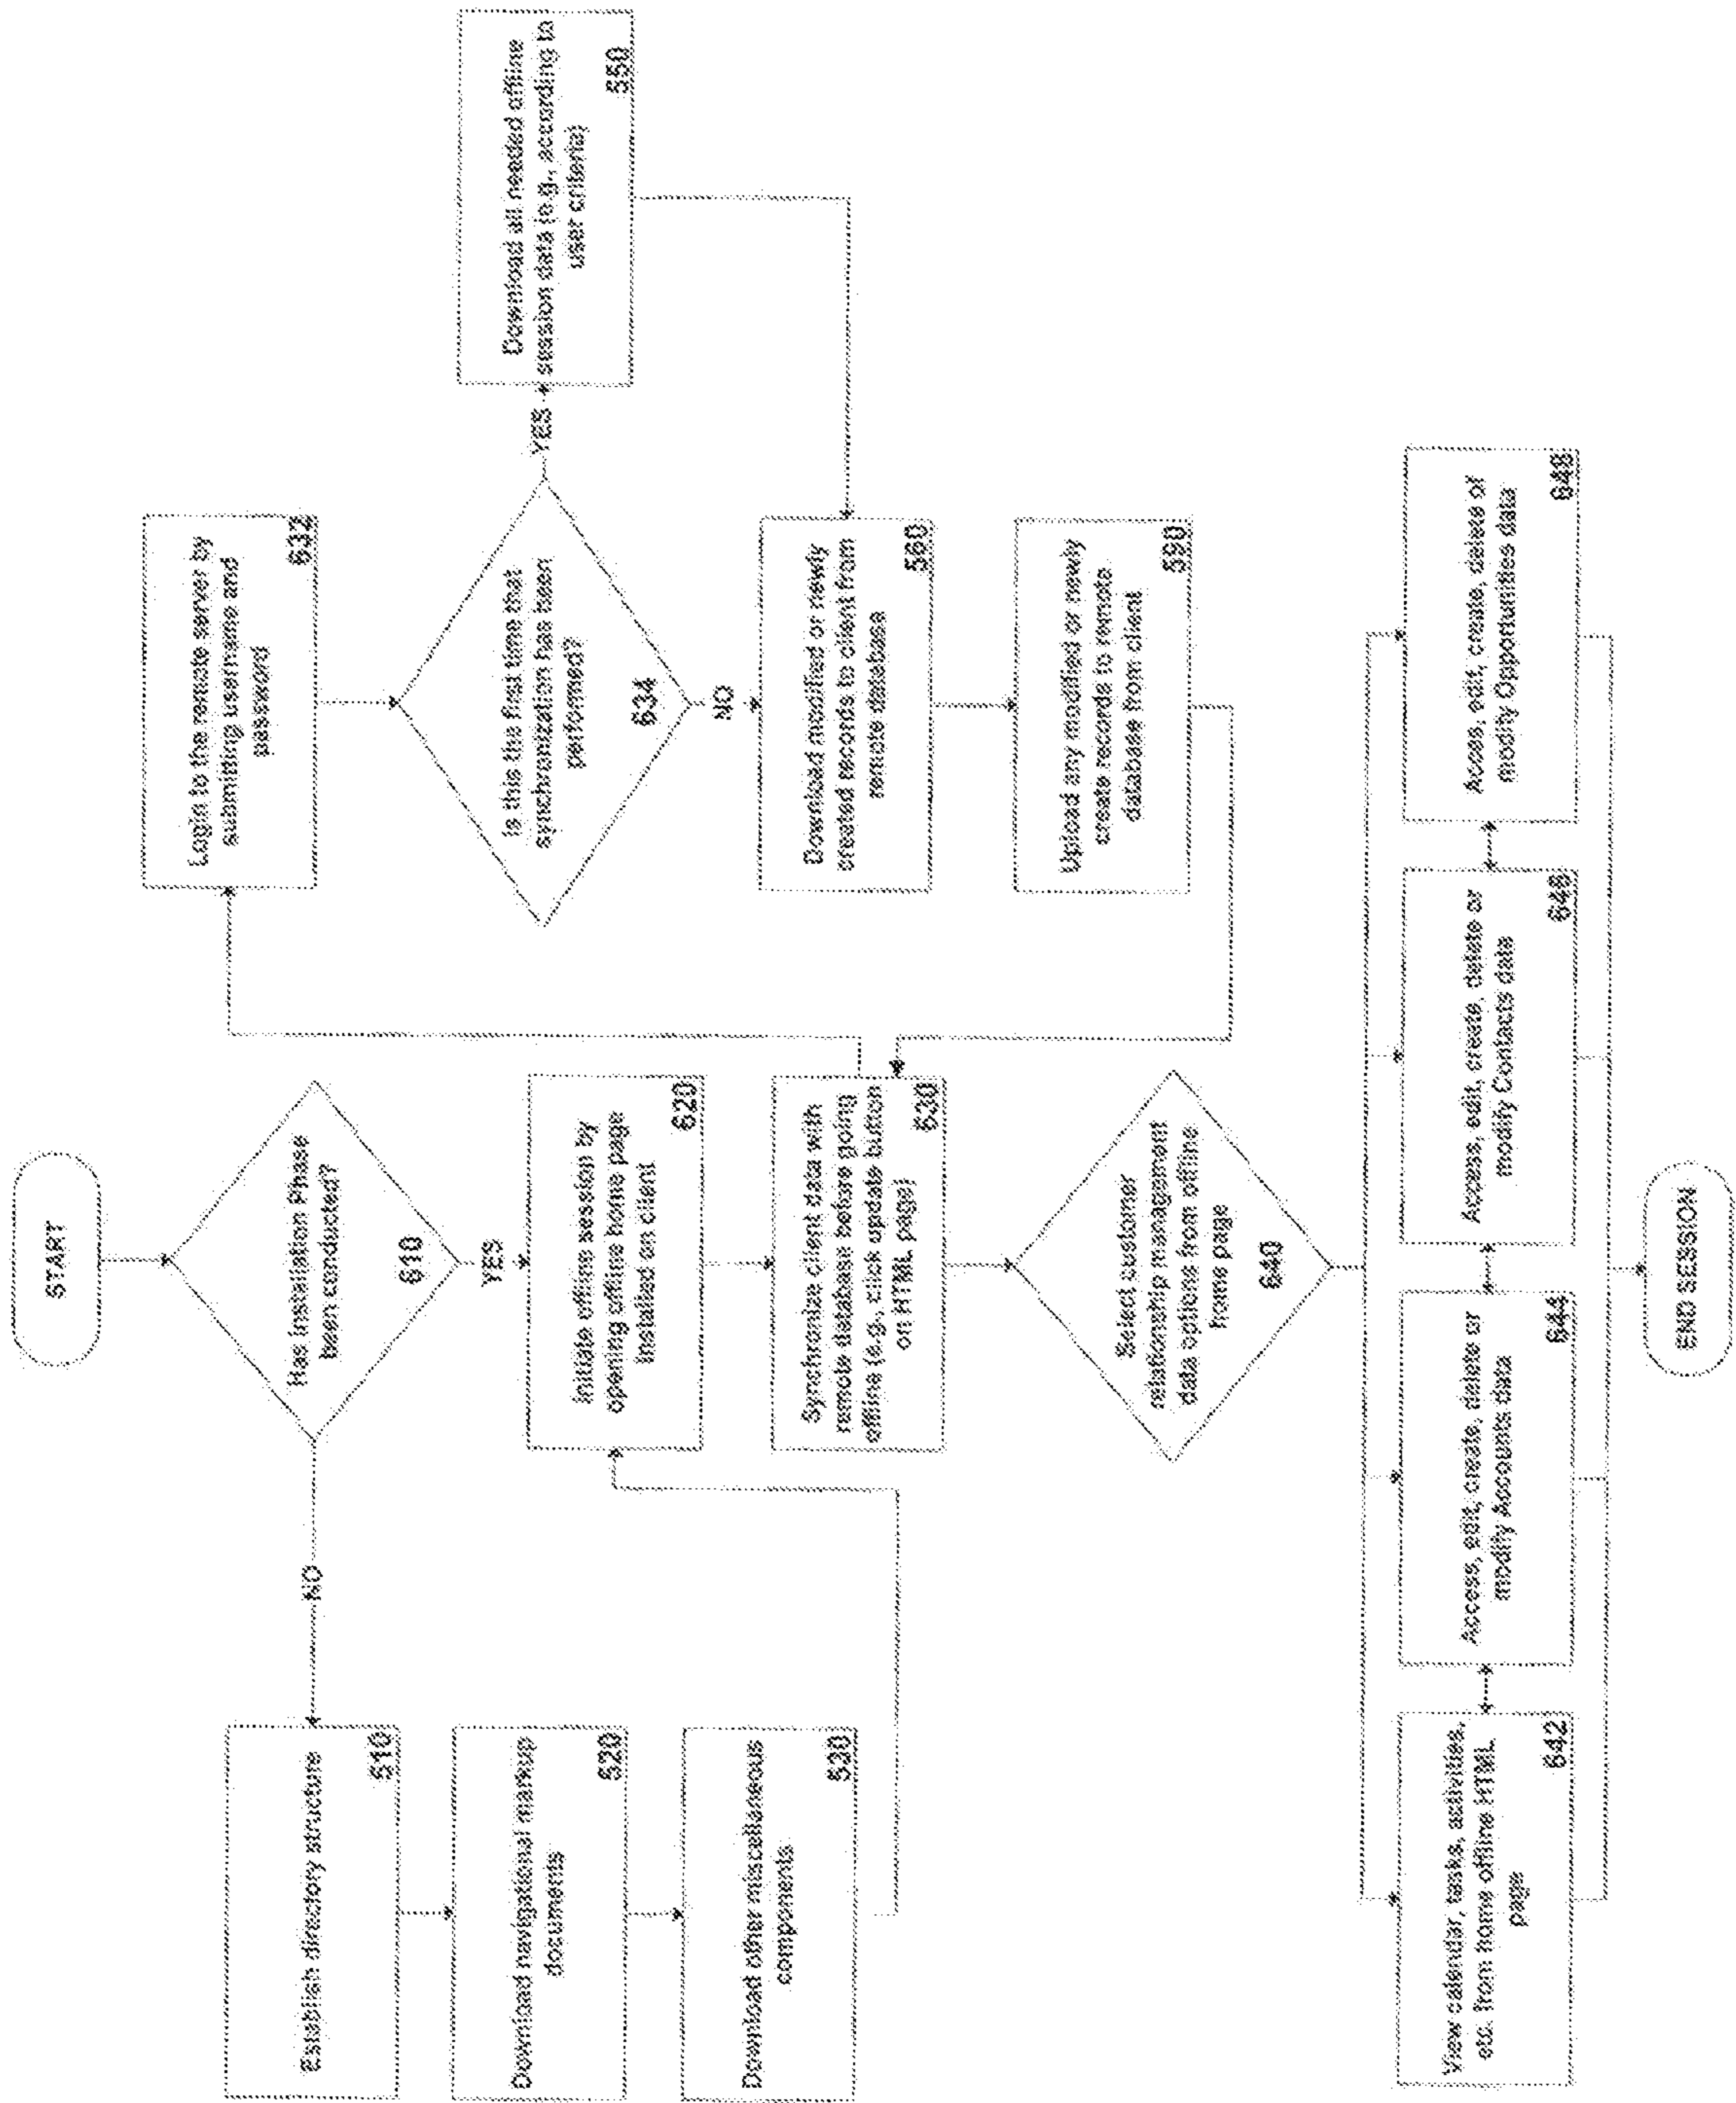 START
Has Installation Phase
been conducted?
610
NO
YES
Establish directory structure
510
Download navigational markup
documents
520
Download other miscellaneous
components
530
Initiate offline session by
opening offline home page
installed on client
620
Synchronize client data with
remote database before going
offline (e.g., click update button
on HTML page)
630
Login to the remote server by
submitting username and
password
632
Is this the first time that
synchronization has been
performed?
634
YES
NO
Download all needed offline
session data (e.g., according to
user criteria)
550
Download modified or newly
created records to client from
remote database
560
Upload any modified or newly
create records to remote
database from client
590
Select customer
relationship management
data options from offline
frome page
640
View calendar, tasks, activities,
etc. from home offline HTML
page
642
Access, edit, create, delete or
modify Accounts data
644
Access, edit, create, delete or
modify Contacts data
646
Access, edit, create, delete or
modify Opportunities data
648
END SESSION